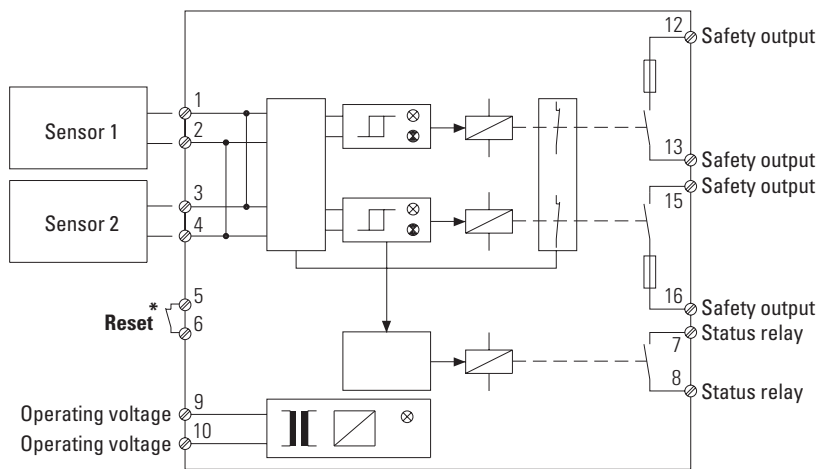 12 Safety output
1
Sensor 1
2
13 Safety output
3
Safety output
15
Sensor 2
4
5
16 Safety output
Reset *
6
Status relay
7
8
Status relay
9
Operating voltage
10
Operating voltage